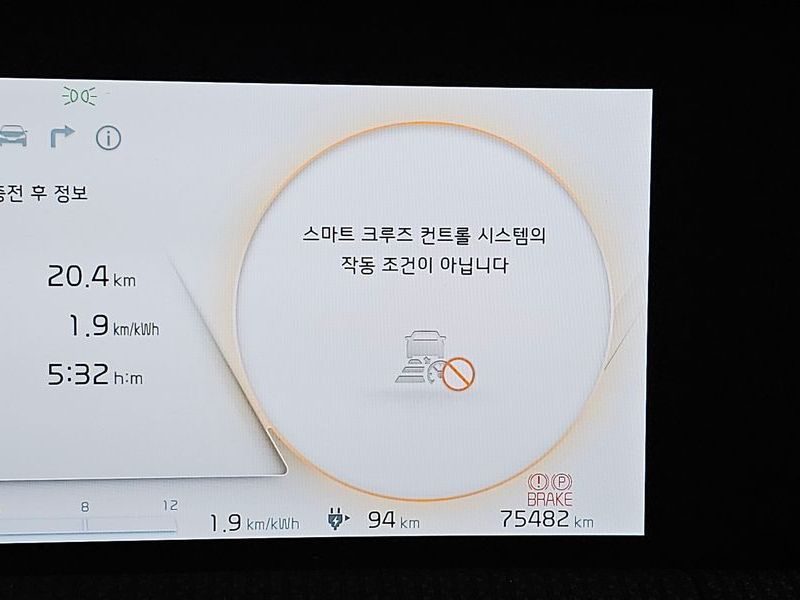 후 정보
20.4 km
1.9 km/kWh
5:32 h:m
스마트 크루즈 컨트롤 시스템의
작동 조건이 아닙니다
8 12
1.9 km/kWh
94 km
P
BRAKE
75482 km